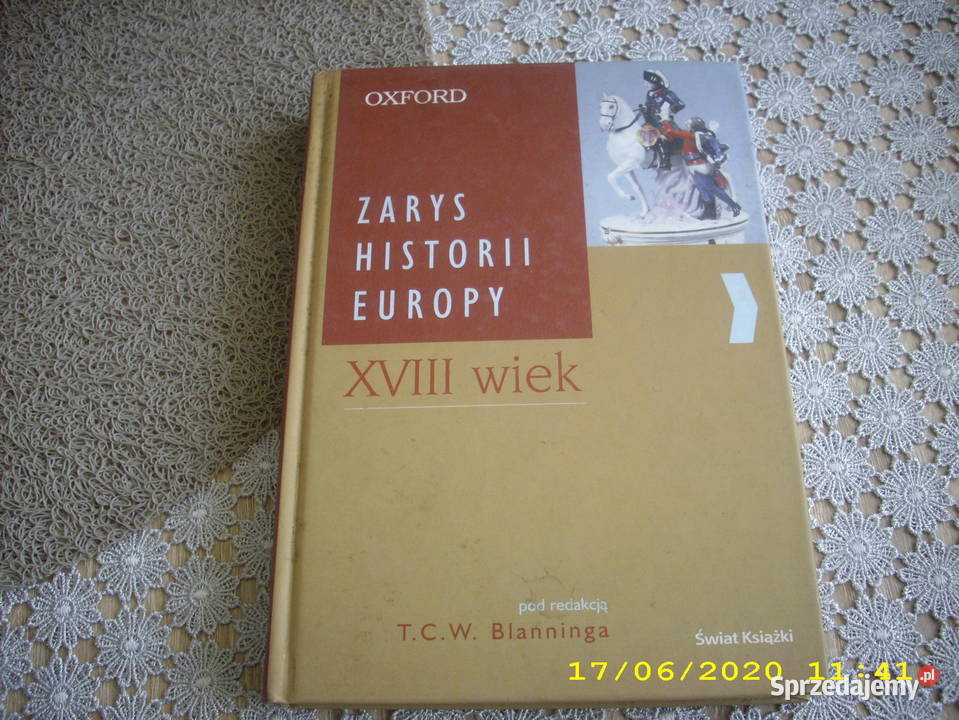 OXFORD
ZARYS
HISTORII
EUROPY
XVIII wiek
pod redakcją
T.C.W. Blanninga
Świat Książki
17/06/2020 11:41
Sprzedajemy.pl